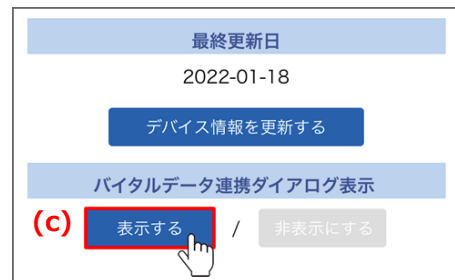 最終更新日
2022-01-18
デバイス情報を更新する
バイタルデータ連携ダイアログ表示
(C) 表示する / 非表示にする